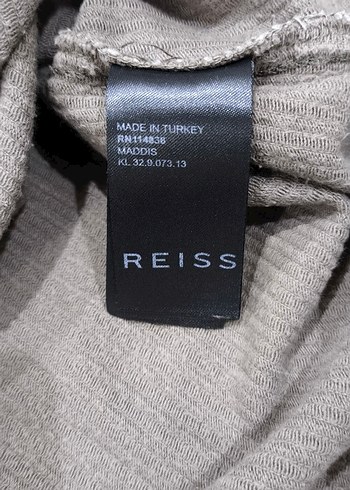 MADE IN TURKEY
RN114836
MADDIS
KL 32.9.073.13
REISS